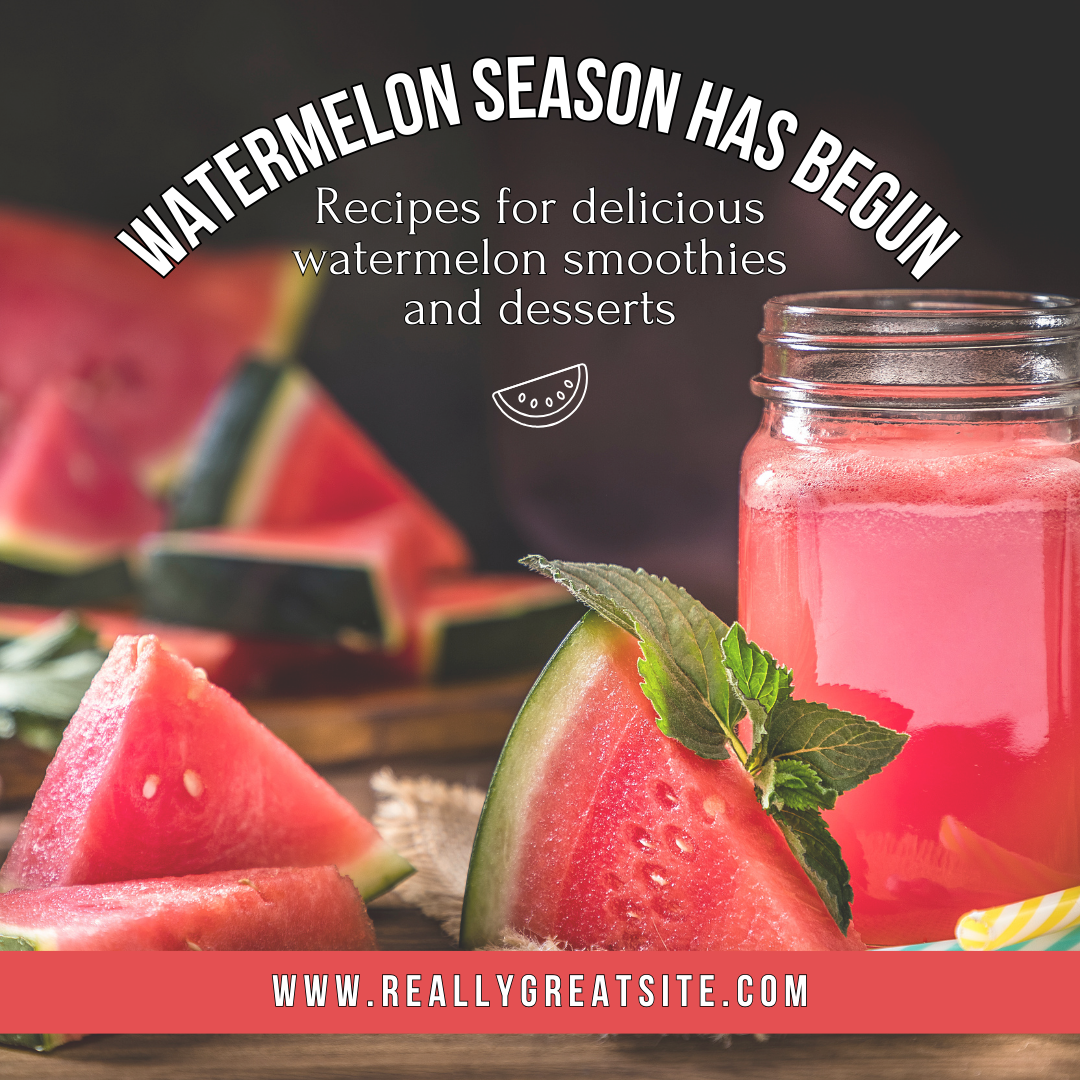 WATERMELON SEASON HAS BEGUN
Recipes for delicious
watermelon smoothies
and desserts
WWW.REALLYGREATSITE.COM